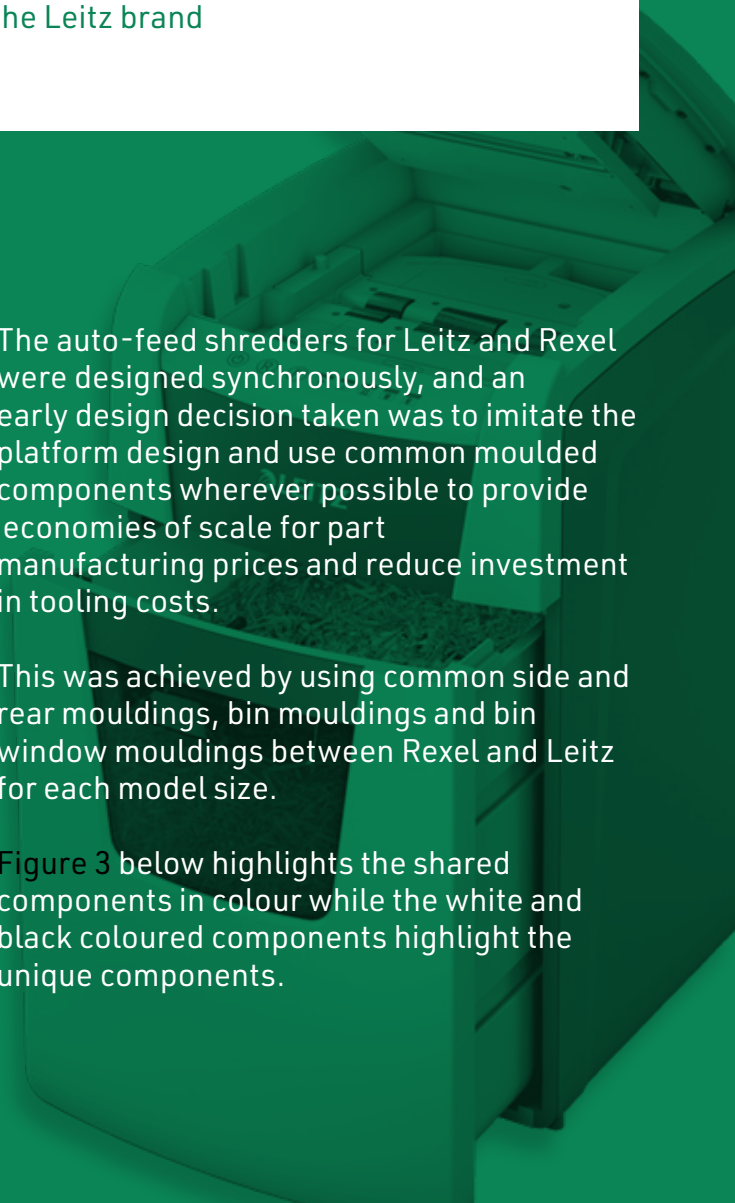 he Leitz brand
The auto-feed shredders for Leitz and Rexel
were designed synchronously, and an
early design decision taken was to imitate the
platform design and use common moulded
components wherever possible to provide
economies of scale for part
manufacturing prices and reduce investment
in tooling costs.
This was achieved by using common side and
rear mouldings, bin mouldings and bin
window mouldings between Rexel and Leitz
for each model size.
Figure 3 below highlights the shared
components in colour while the white and
black coloured components highlight the
unique components.
LEITZ